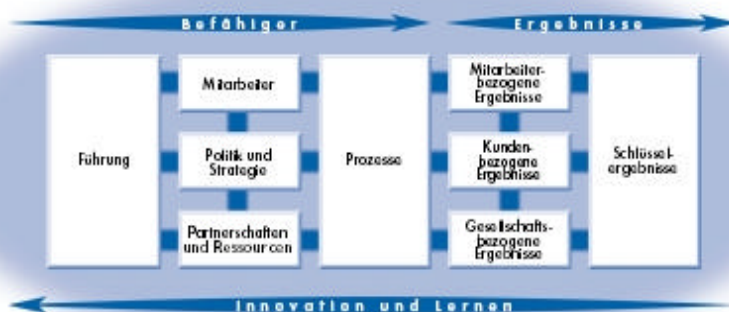 Befähiger
Ergebnisse
Führung
Mitarbeiter
Politik und
Strategie
Partnerschaften
und Ressourcen
Prozesse
Mitarbeiter-
bezogene
Ergebnisse
Kunden-
bezogene
Ergebnisse
Gesellschafts-
bezogene
Ergebnisse
Schlüssel-
ergebnisse
Innovation und Lernen